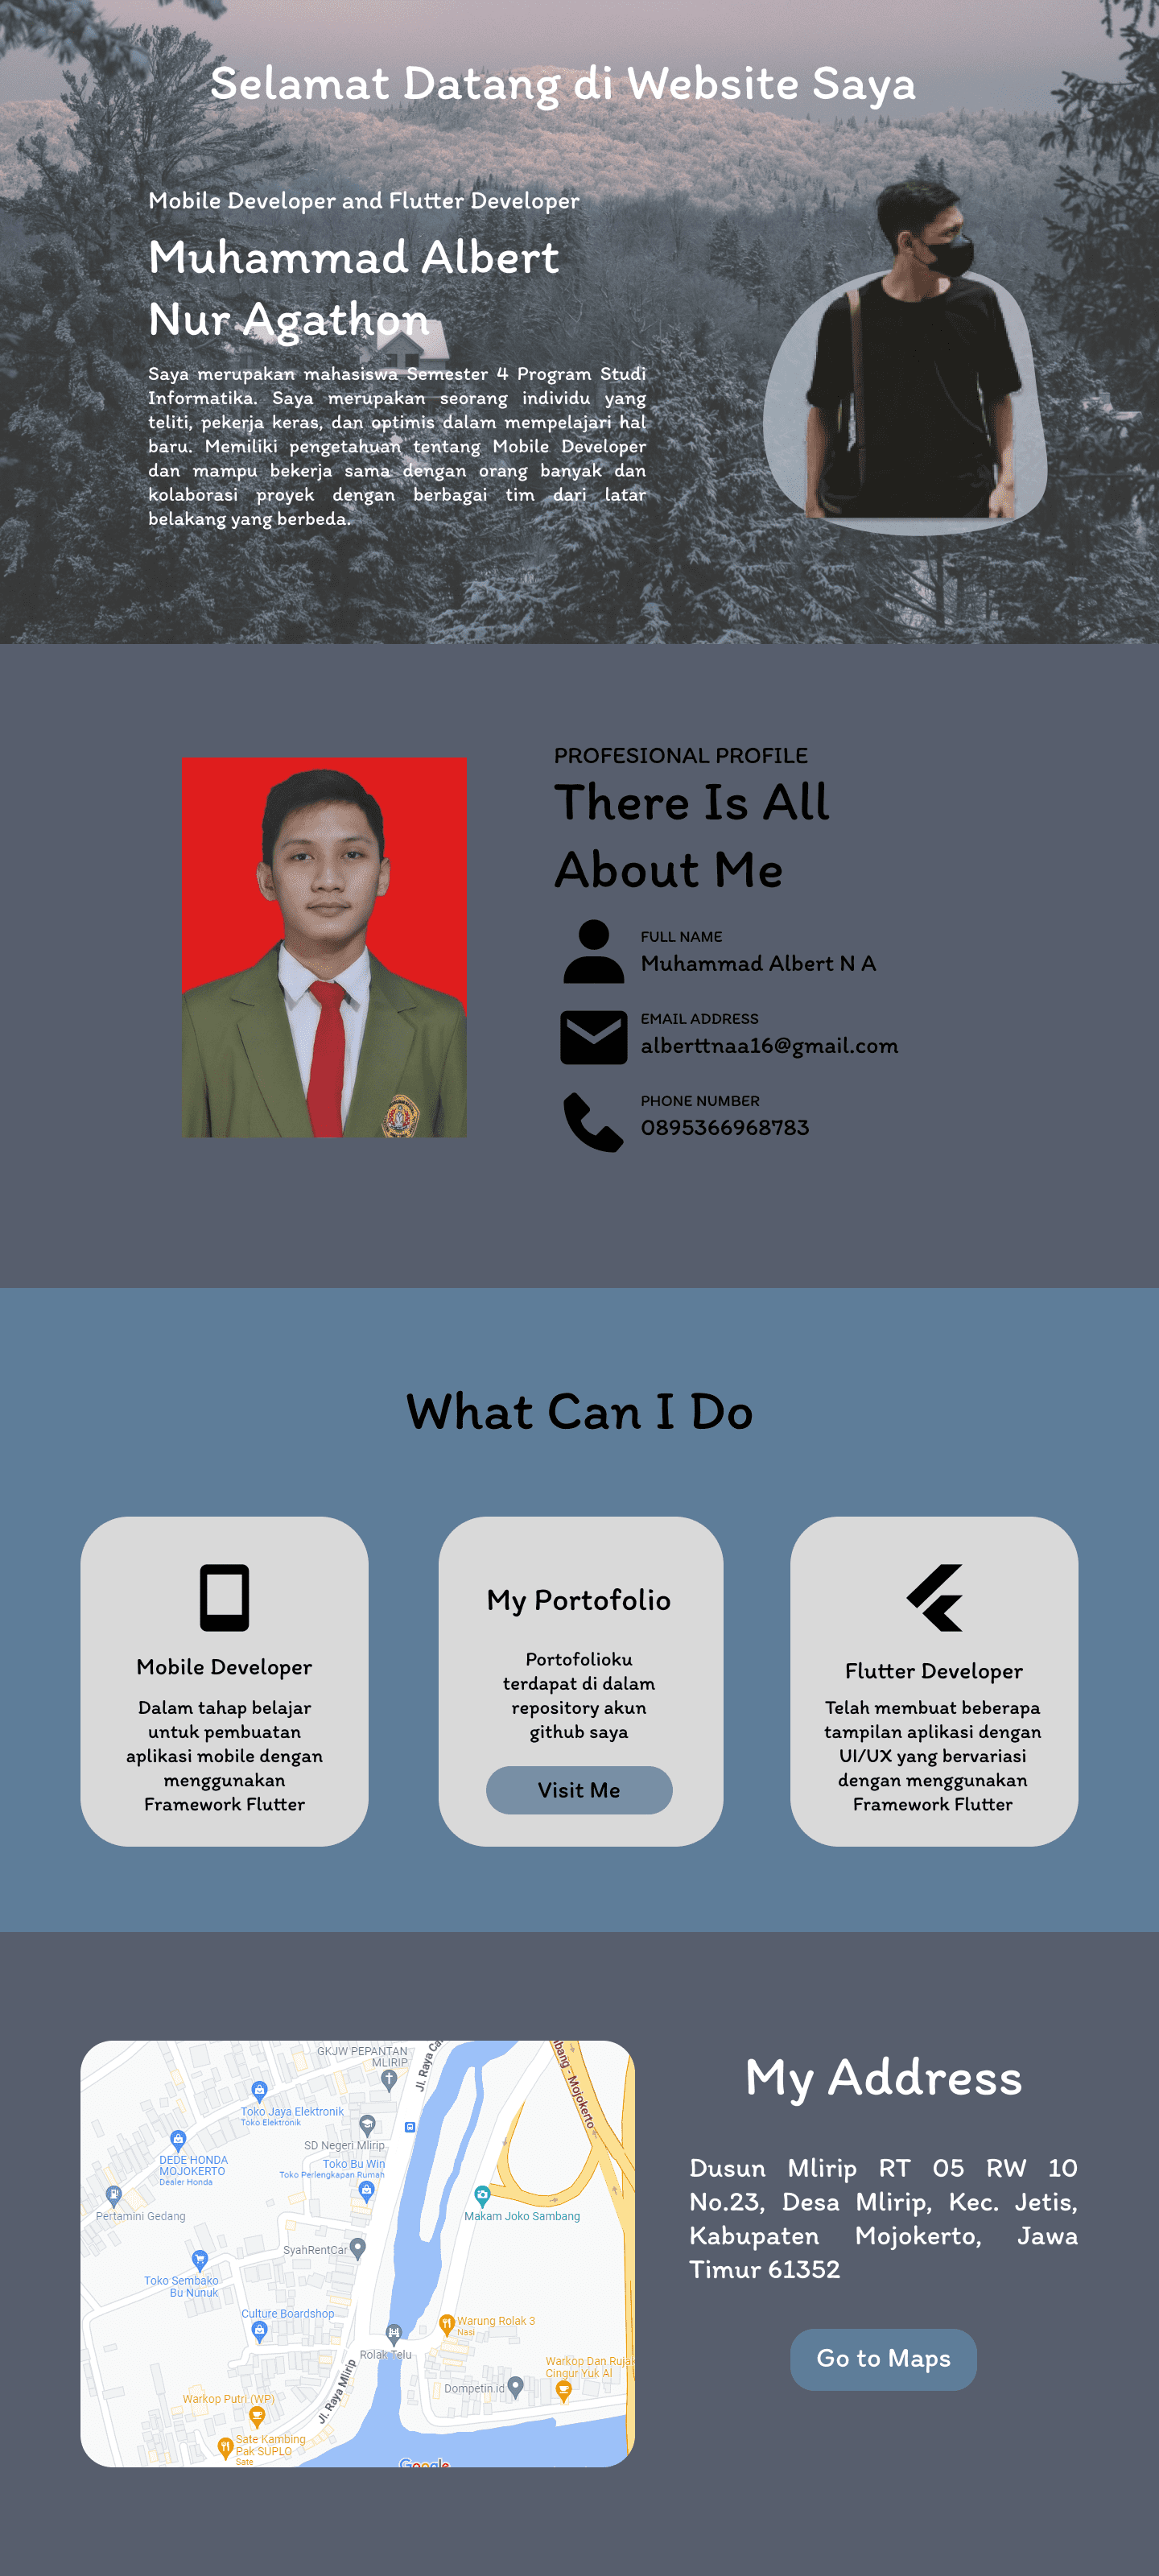 Selamat Datang di Website Saya
Mobile Developer and Flutter Developer
Muhammad Albert
Nur Agathon
Saya merupakan mahasiswa Semester 4 Program Studi
Informatika. Saya merupakan seorang individu yang
teliti, pekerja keras, dan optimis dalam mempelajari hal
baru. Memiliki pengetahuan tentang Mobile Developer
dan mampu bekerja sama dengan orang banyak dan
kolaborasi proyek dengan berbagai tim dari latar
belakang yang berbeda.
PROFESIONAL PROFILE
There Is All
About Me
FULL NAME
Muhammad Albert N A
EMAIL ADDRESS
alberttnaa16@gmail.com
PHONE NUMBER
0895366968783
What Can I Do
Mobile Developer
Dalam tahap belajar
untuk pembuatan
aplikasi mobile dengan
menggunakan
Framework Flutter
My Portofolio
Portofolioku
terdapat di dalam
repository akun
github saya
Visit Me
Flutter Developer
Telah membuat beberapa
tampilan aplikasi dengan
UI/UX yang bervariasi
dengan menggunakan
Framework Flutter
GKJW PEPANTAN
MLIRIP
Jl. Raya
Mojokerto
Toko Jaya Elektronik
Toko Elektronik
SD Negeri Mlirip
DEDE HONDA
MOJOKERTO
Dealer Honda
Toko Bu Win
Toko Perlengkapan Rumah
Pertamini Gedang
Makam Joko Sambang
SyahRentCar
Toko Sembako
Bu Nunuk
Culture Boardshop
Warung Rolak 3
Nasi
Rolak Telu
Warkop Dan Ruja
Cingur Yuk Al
Dompetin.id
Jl. Raya Mlirip
Warkop Putri (WP)
Sate Kambing
Pak SUPLO
Sate
Google
My Address
Dusun Mlirip RT 05 RW 10
No.23, Desa Mlirip, Kec. Jetis,
Kabupaten Mojokerto, Jawa
Timur 61352
Go to Maps